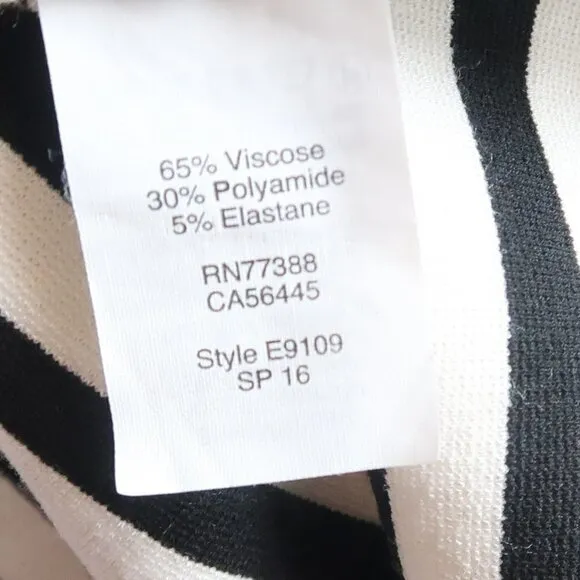 65% Viscose
30% Polyamide
5% Elastane
RN77388
CA56445
Style E9109
SP 16